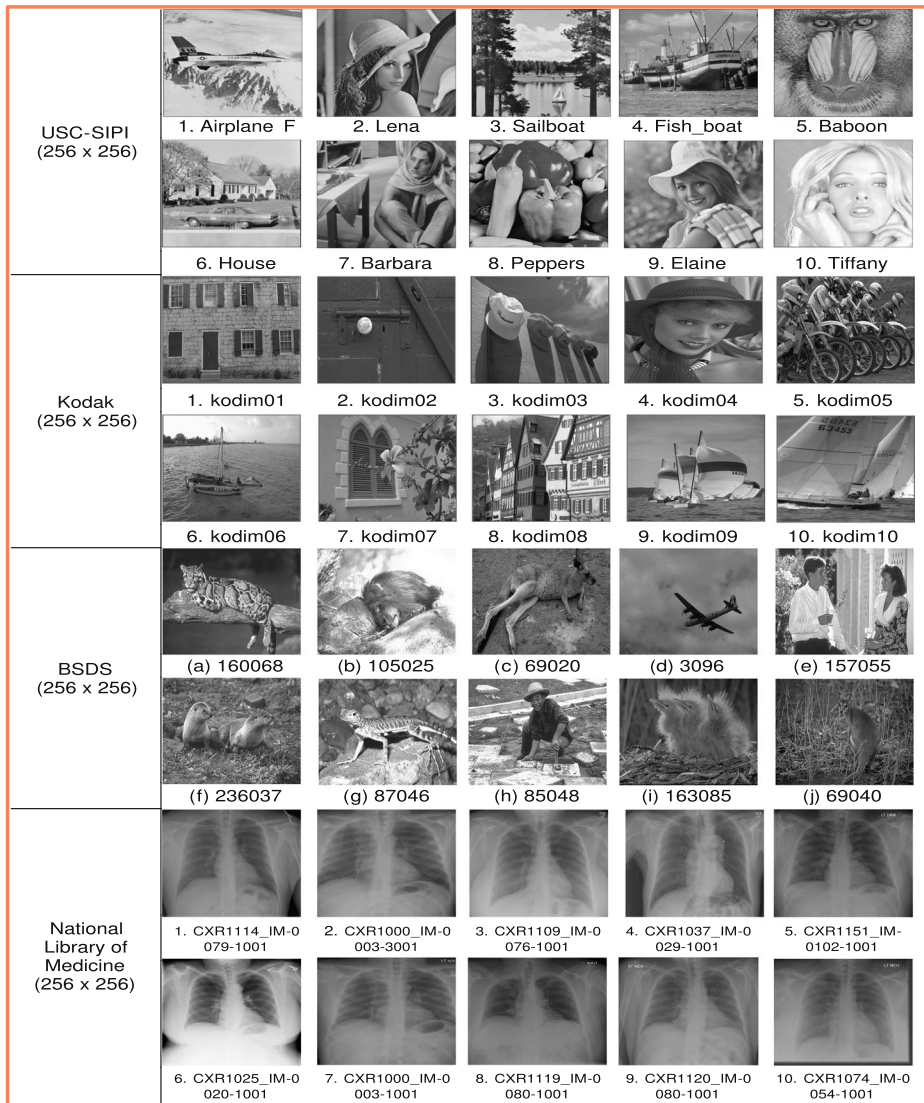 USC-SIPI
(256 x 256)
1. Airplane F
2. Lena
3. Sailboat
4. Fish_boat
5. Baboon
6. House
7. Barbara
8. Peppers
9. Elaine
10. Tiffany
Kodak
(256 x 256)
1. kodim01
2. kodim02
3. kodim03
4. kodim04
5. kodim05
63455
6. kodim06
7. kodim07
8. kodim08
9. kodim09
10. kodim10
BSDS
(256 x 256)
(a) 160068
(b) 105025
(c) 69020
(d) 3096
(e) 157055
(f) 236037
(g) 87046
(h) 85048
(i) 163085
(j) 69040
National
Library of
Medicine
(256 x 256)
1. CXR1114_IM-0
079-1001
2. CXR1000_IM-0
003-3001
3. CXR1109_IM-0
076-1001
4. CXR1037_IM-0
029-1001
5. CXR1151_IM-
0102-1001
6. CXR1025_IM-0
020-1001
7. CXR1000_IM-0
003-1001
8. CXR1119_IM-0
080-1001
9. CXR1120_IM-0
080-1001
10. CXR1074_IM-0
054-1001